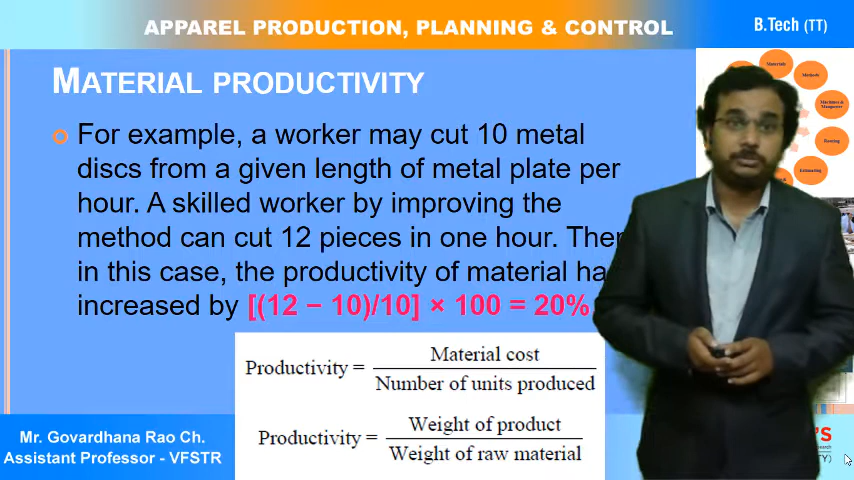 APPAREL PRODUCTION, PLANNING & CONTROL
B.Tech (TT)
MATERIAL PRODUCTIVITY
For example, a worker may cut 10 metal
discs from a given length of metal plate per
hour. A skilled worker by improving the
method can cut 12 pieces in one hour.
in this case, the productivity of material
increased by [(12 − 10)/10] × 100 = 20%
Productivity = Material cost
Number of units produced
Productivity = Weight of product
Weight of raw material
Materials
Methods
Machines &
Routing
Estimating
Mr. Govardhana Rao Ch.
Assistant Professor - VFSTR